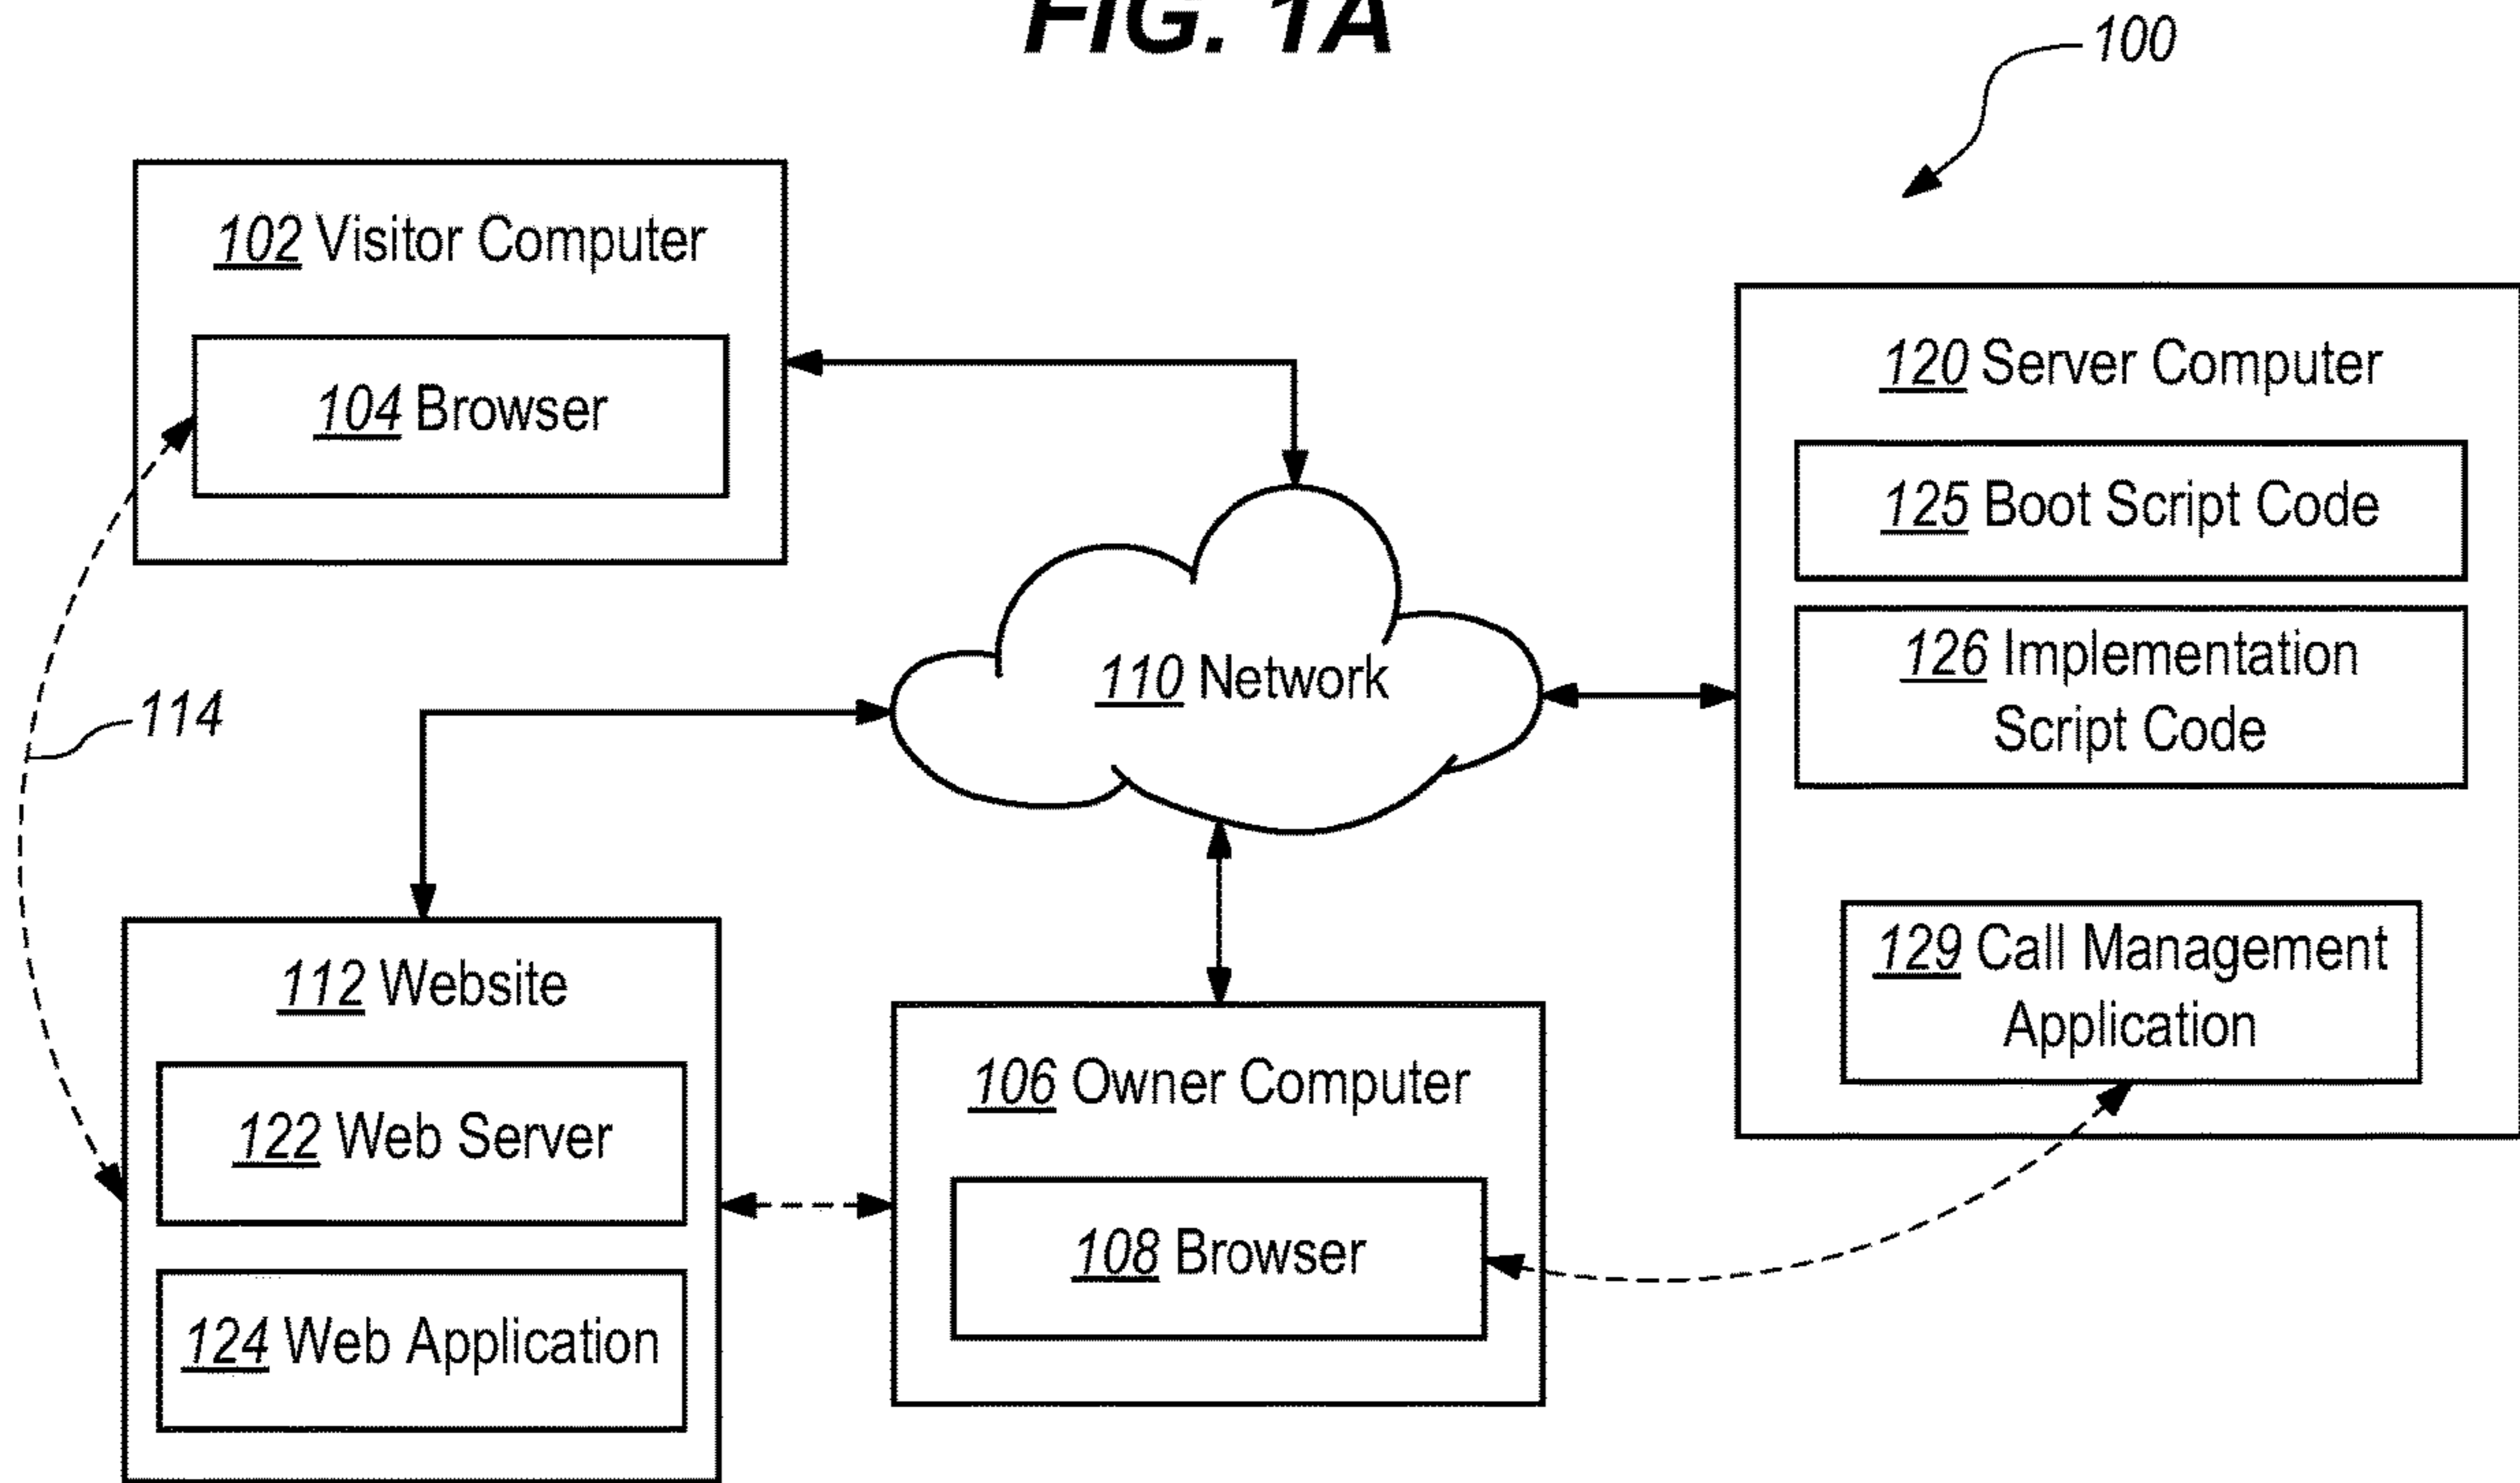 FIG. 1A
100
102 Visitor Computer
104 Browser
120 Server Computer
125 Boot Script Code
126 Implementation
Script Code
110 Network
114
129 Call Management
Application
112 Website
122 Web Server
124 Web Application
106 Owner Computer
108 Browser